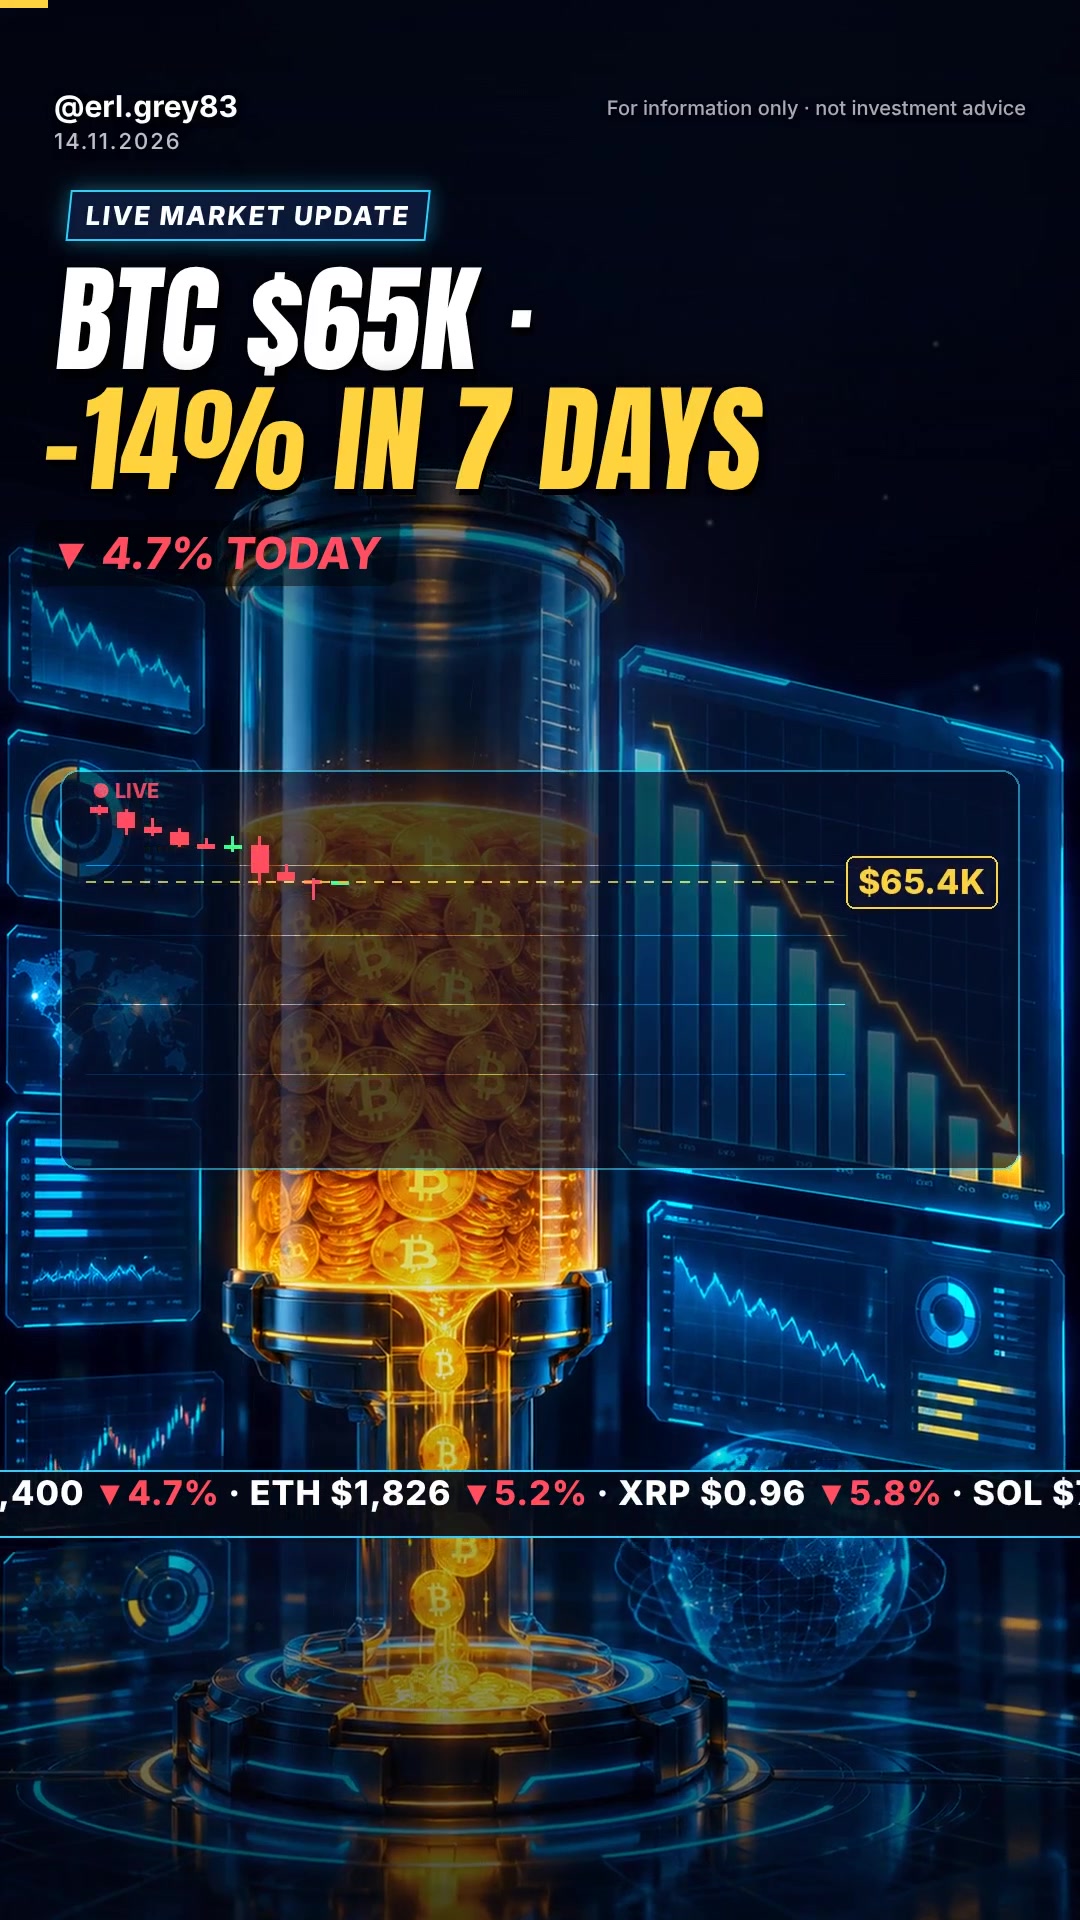 @erl.grey83
For information only · not investment advice
14.11.2026
LIVE MARKET UPDATE
BTC $65K ·
-14% IN 7 DAYS
▼ 4.7% TODAY
● LIVE
$65.4K
,400 ▼4.7% · ETH $1,826 ▼5.2% · XRP $0.96 ▼5.8% · SOL $7